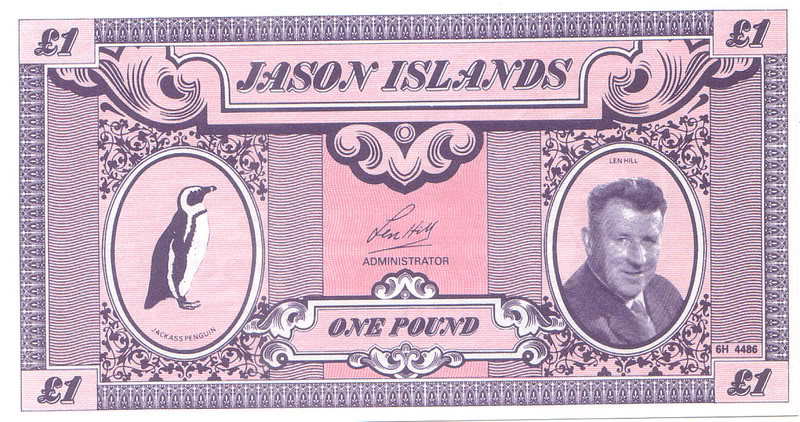 £1
£1
JASON ISLANDS
LEN HILL
Len Hill
ADMINISTRATOR
JACKASS PENGUIN
ONE POUND
6H 4486
£1
£1